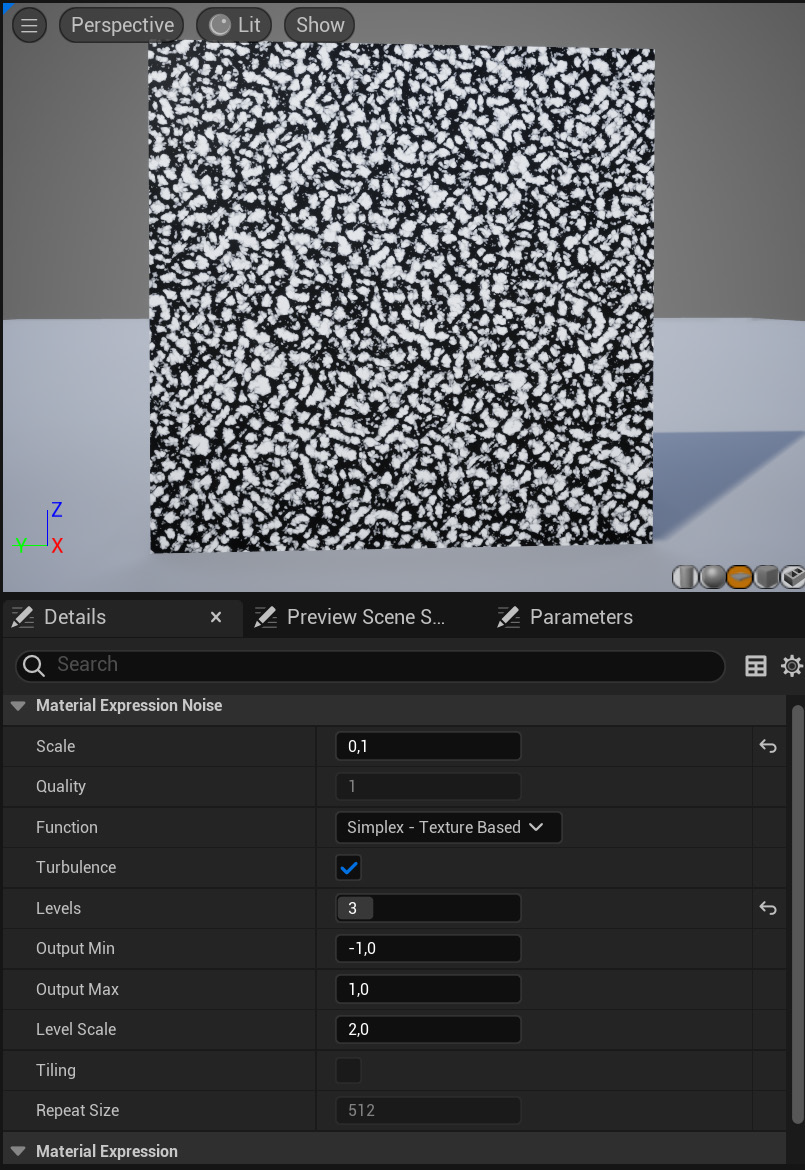 Perspective Lit Show
Z
Y X
Details × Preview Scene S... Parameters
Search
Material Expression Noise
Scale 0,1
Quality 1
Function Simplex - Texture Based
Turbulence
Levels 3
Output Min -1,0
Output Max 1,0
Level Scale 2,0
Tiling
Repeat Size 512
Material Expression